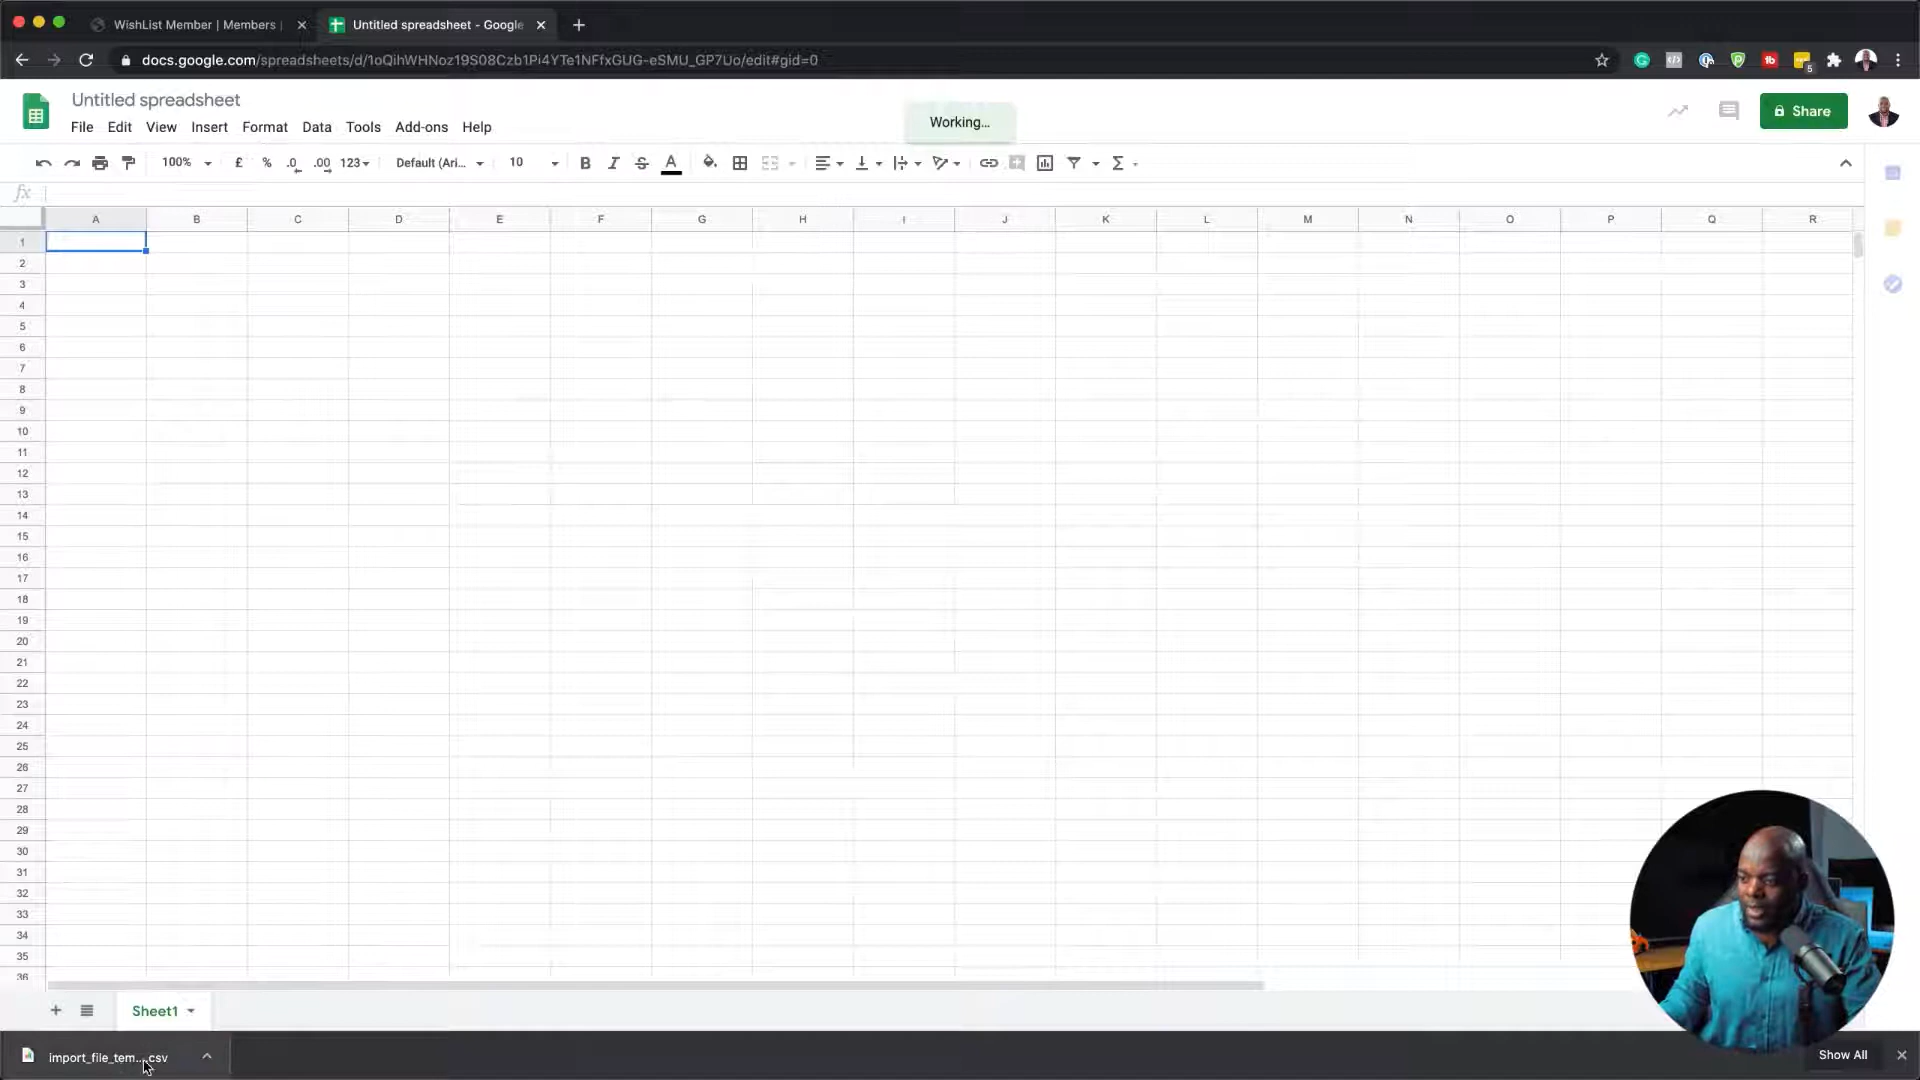 WishList Member | Members
Untitled spreadsheet - Google
docs.google.com/spreadsheets/d/1oQihWHNoz19S08Czb1Pi4YTe1NFfxGUG-eSMU_GP7Uo/edit#gid=0
5
Untitled spreadsheet
File Edit View Insert Format Data Tools Add-ons Help
Working...
Share
100% £ % .0 .00 123 Default (Ari... 10 B I S A Σ
fx
A B C D E F G H I J K L M N O P Q R
1
2
3
4
5
6
7
8
9
10
11
12
13
14
15
16
17
18
19
20
21
22
23
24
25
26
27
28
29
30
31
32
33
34
35
36
Sheet1
import_file_tem....csv
Show All